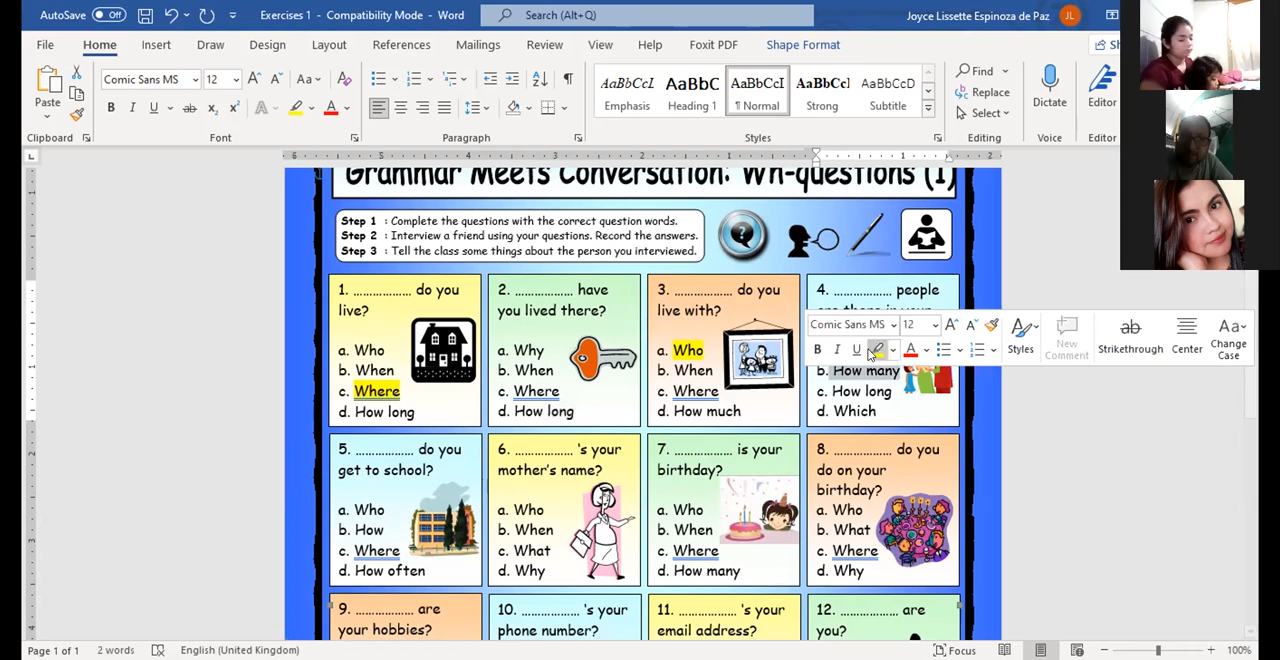 AutoSave Off
Exercises 1 - Compatibility Mode - Word
Search (Alt+Q)
Joyce Lissette Espinoza de Paz
JL
File Home Insert Draw Design Layout References Mailings Review View Help Foxit PDF Shape Format
Paste
Comic Sans MS 12
Emphasis
Heading 1
¶ Normal
Strong
Subtitle
Find
Replace
Select
Dictate
Editor
Clipboard Font Paragraph Styles Editing Voice Editor
Grammar Meets Conversation: Wh-questions (1)
Step 1 : Complete the questions with the correct question words.
Step 2 : Interview a friend using your questions. Record the answers.
Step 3 : Tell the class some things about the person you interviewed.
1. .................. do you
live?
a. Who
b. When
c. Where
d. How long
2. .................. have
you lived there?
a. Why
b. When
c. Where
d. How long
3. .................. do you
live with?
a. Who
b. When
c. Where
d. How much
4. .................. people
b. How many
c. How long
d. Which
Comic Sans MS 12
Styles
New
Comment
Strikethrough
Center
Change
Case
5. .................. do you
get to school?
a. Who
b. How
c. Where
d. How often
6. .................. 's your
mother's name?
a. Who
b. When
c. What
d. Why
7. .................. is your
birthday?
a. Who
b. When
c. Where
d. How many
8. .................. do you
do on your
birthday?
a. Who
b. What
c. Where
d. Why
9. .................. are
your hobbies?
10. .................. 's your
phone number?
11. .................. 's your
email address?
12. .................. are
you?
Page 1 of 1
2 words
English (United Kingdom)
Focus
100%